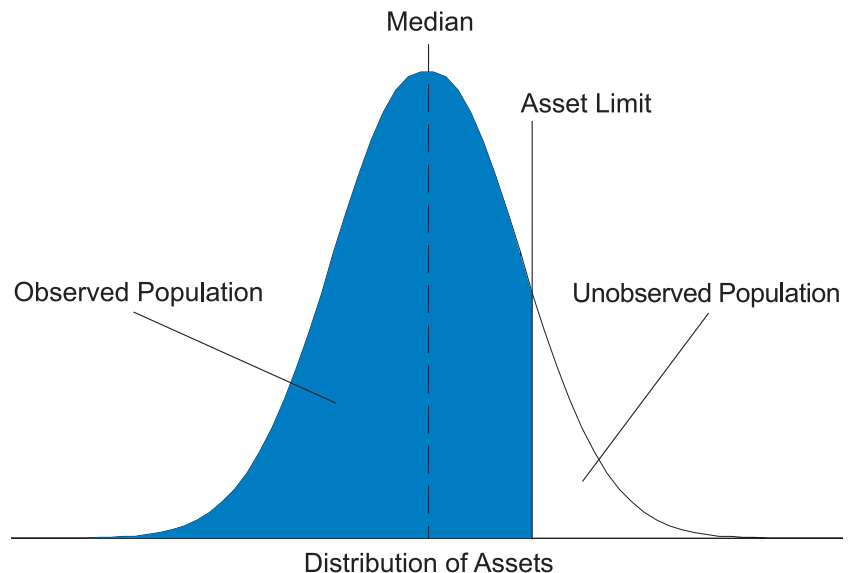 Median
Asset Limit
Observed Population
Unobserved Population
Distribution of Assets